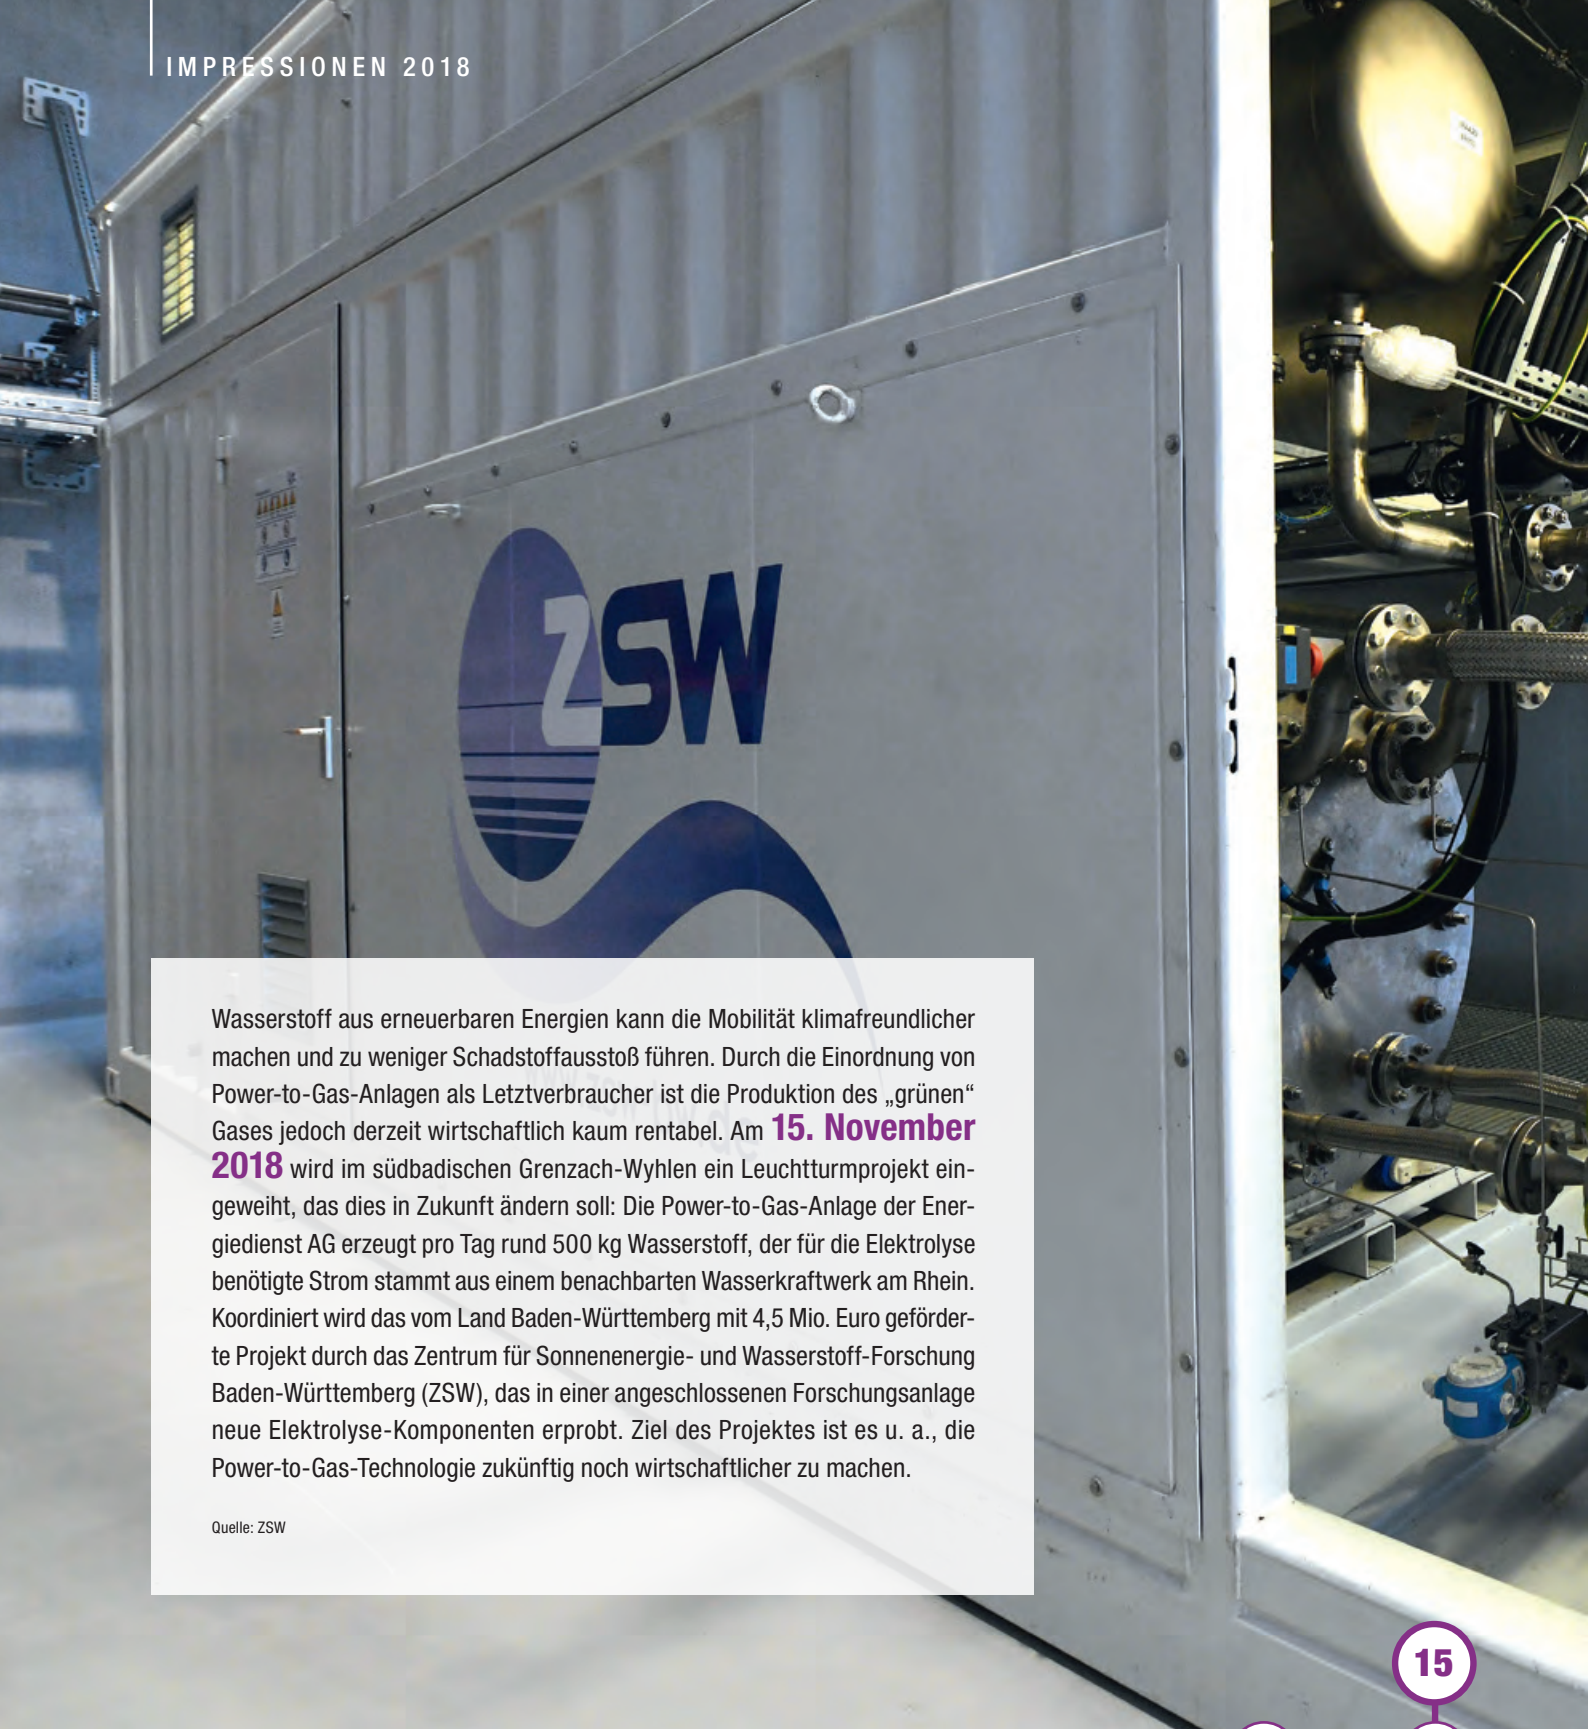 IMPRESSIONEN 2018
ZSW
Wasserstoff aus erneuerbaren Energien kann die Mobilität klimafreundlicher
machen und zu weniger Schadstoffausstoß führen. Durch die Einordnung von
Power-to-Gas-Anlagen als Letztverbraucher ist die Produktion des „grünen“
Gases jedoch derzeit wirtschaftlich kaum rentabel. Am 15. November
2018 wird im südbadischen Grenzach-Wyhlen ein Leuchtturmprojekt ein-
geweiht, das dies in Zukunft ändern soll: Die Power-to-Gas-Anlage der Ener-
giedienst AG erzeugt pro Tag rund 500 kg Wasserstoff, der für die Elektrolyse
benötigte Strom stammt aus einem benachbarten Wasserkraftwerk am Rhein.
Koordiniert wird das vom Land Baden-Württemberg mit 4,5 Mio. Euro geförder-
te Projekt durch das Zentrum für Sonnenenergie- und Wasserstoff-Forschung
Baden-Württemberg (ZSW), das in einer angeschlossenen Forschungsanlage
neue Elektrolyse-Komponenten erprobt. Ziel des Projektes ist es u. a., die
Power-to-Gas-Technologie zukünftig noch wirtschaftlicher zu machen.
Quelle: ZSW
15